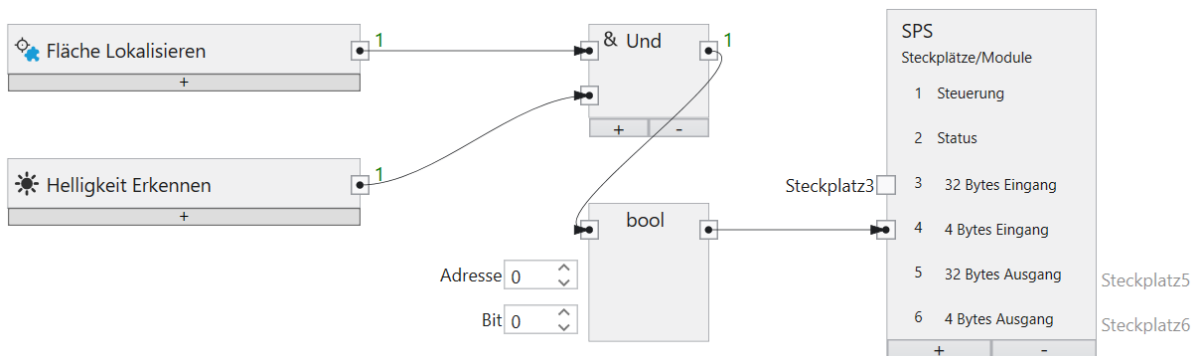 Fläche Lokalisieren
1
+
& Und
1
+ -
Helligkeit Erkennen
1
+
bool
Adresse 0
Bit 0
SPS
Steckplätze/Module
1 Steuerung
2 Status
Steckplatz3 3 32 Bytes Eingang
4 4 Bytes Eingang
5 32 Bytes Ausgang Steckplatz5
6 4 Bytes Ausgang Steckplatz6
+ -